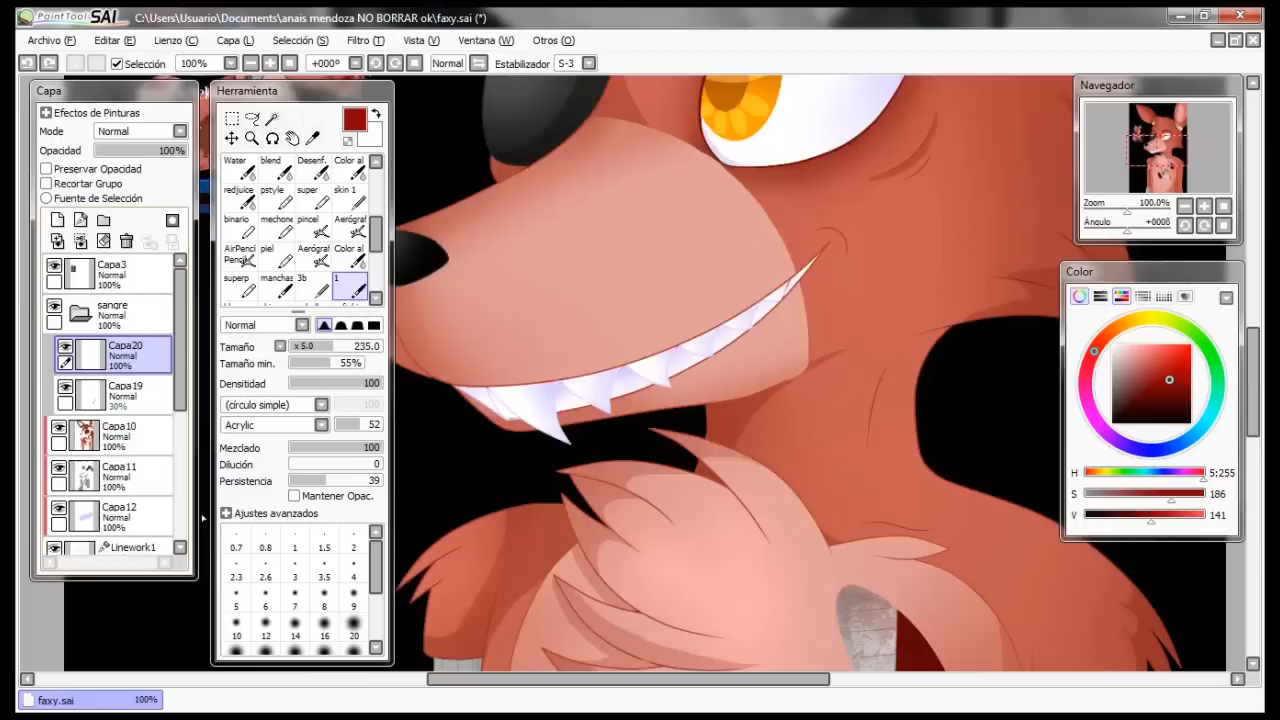 PaintTool SAI C:\Users\Usuario\Documents\anais mendoza NO BORRAR ok\faxy.sai (*)
Archivo (F) Editar (E) Lienzo (C) Capa (L) Selección (S) Filtro (T) Vista (V) Ventana (W) Otros (O)
Selección 100% +000º Normal Estabilizador S-3
Capa
Efectos de Pinturas
Mode Normal
Opacidad 100%
Preservar Opacidad
Recortar Grupo
Fuente de Selección
Capa3
Normal
100%
sangre
Normal
100%
Capa20
Normal
100%
Capa19
Normal
30%
Capa10
Normal
100%
Capa11
Normal
100%
Capa12
Normal
100%
Linework1
Herramienta
Water blend Desenf. Color al
redjuice pstyle super skin 1
binario mechone pincel Aerógraf
AirPenci Pencil piel Aerógraf Color al
superp manchas 3b 1
Normal
Tamaño x 5.0 235.0
Tamaño min. 55%
Densitidad 100
(círculo simple) 100
Acrylic 52
Mezclado 100
Dilución 0
Persistencia 39
Mantener Opac.
Ajustes avanzados
0.7 0.8 1 1.5 2
2.3 2.6 3 3.5 4
5 6 7 8 9
10 12 14 16 20
Navegador
Zoom 100.0%
Ángulo +000ß
Color
H 5:255
S 186
V 141
faxy.sai 100%